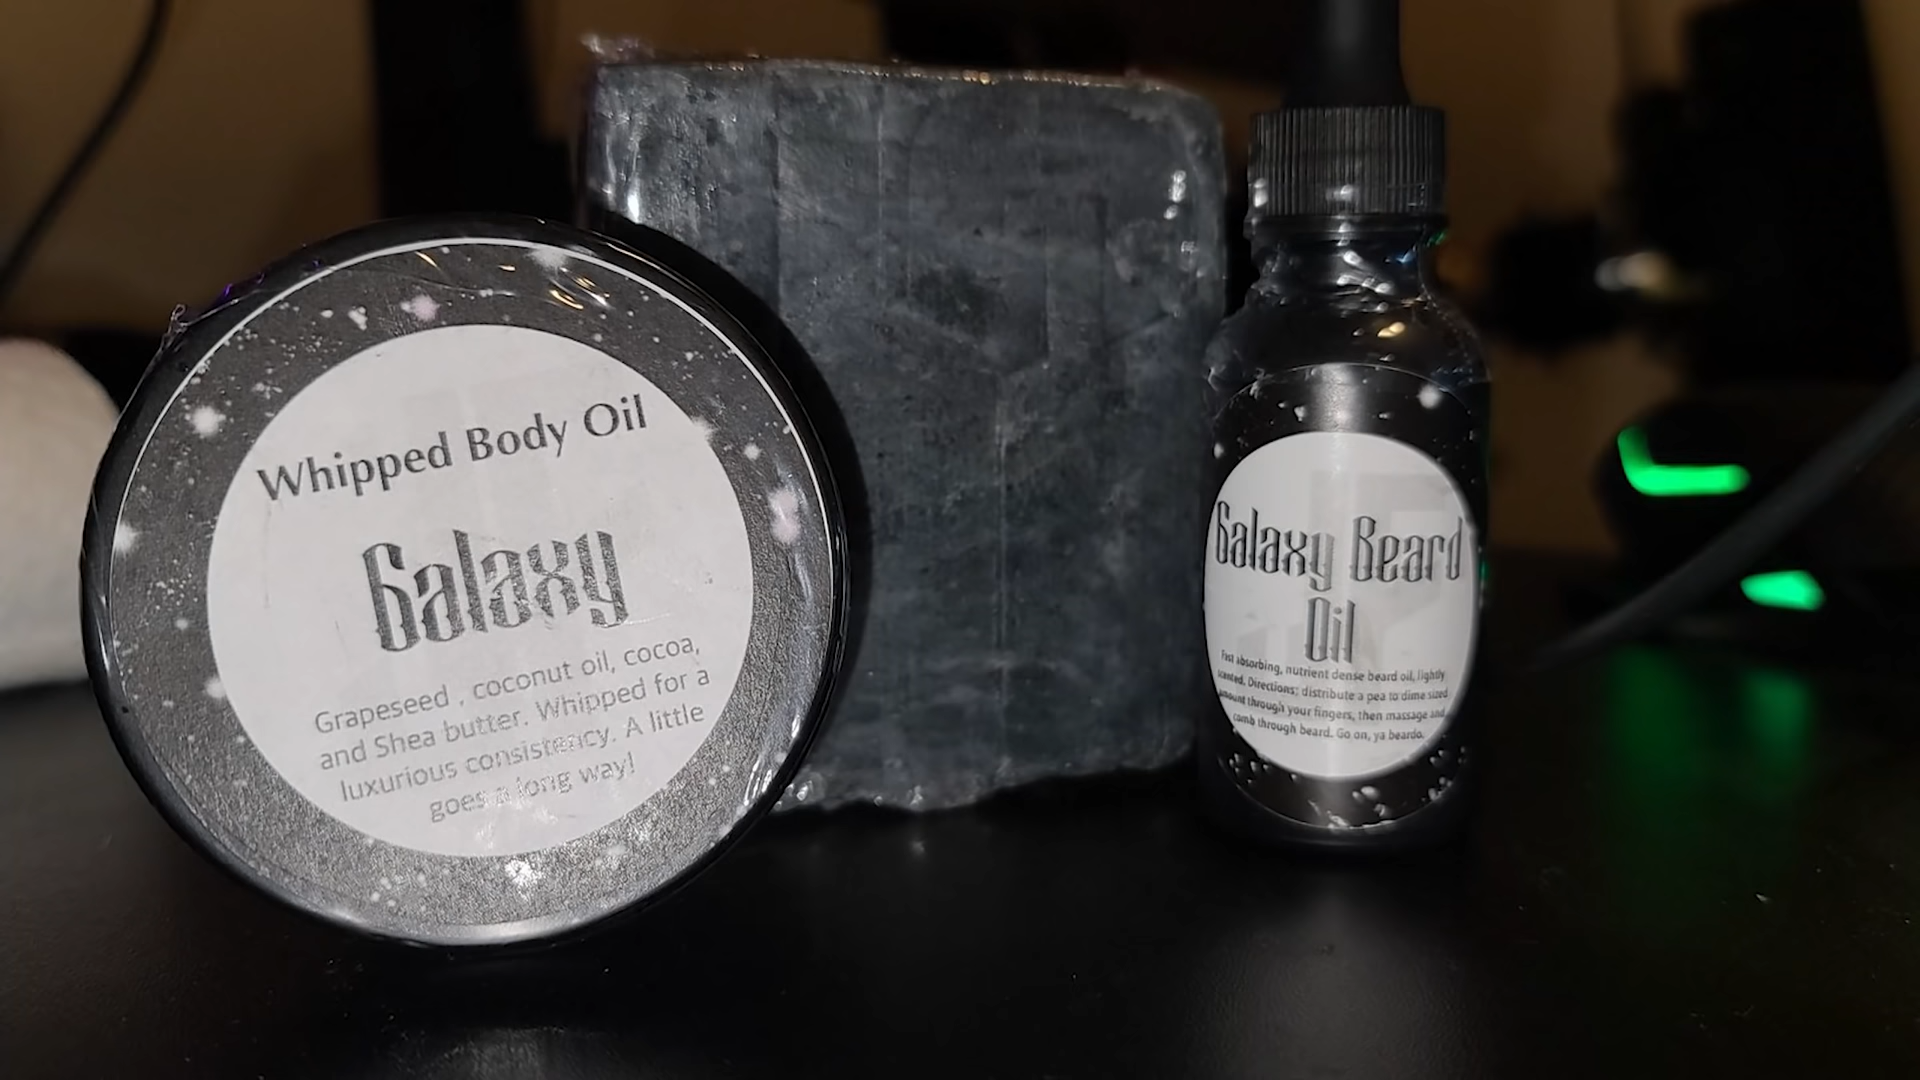 Whipped Body Oil
Galaxy
Grapeseed , coconut oil, cocoa,
and Shea butter. Whipped for a
luxurious consistency. A little
goes a long way!
Galaxy Beard
Oil
Fast absorbing, nutrient dense beard oil, lightly
scented. Directions: distribute a pea to dime sized
amount through your fingers, then massage and
comb through beard. Go on, ya beardo.